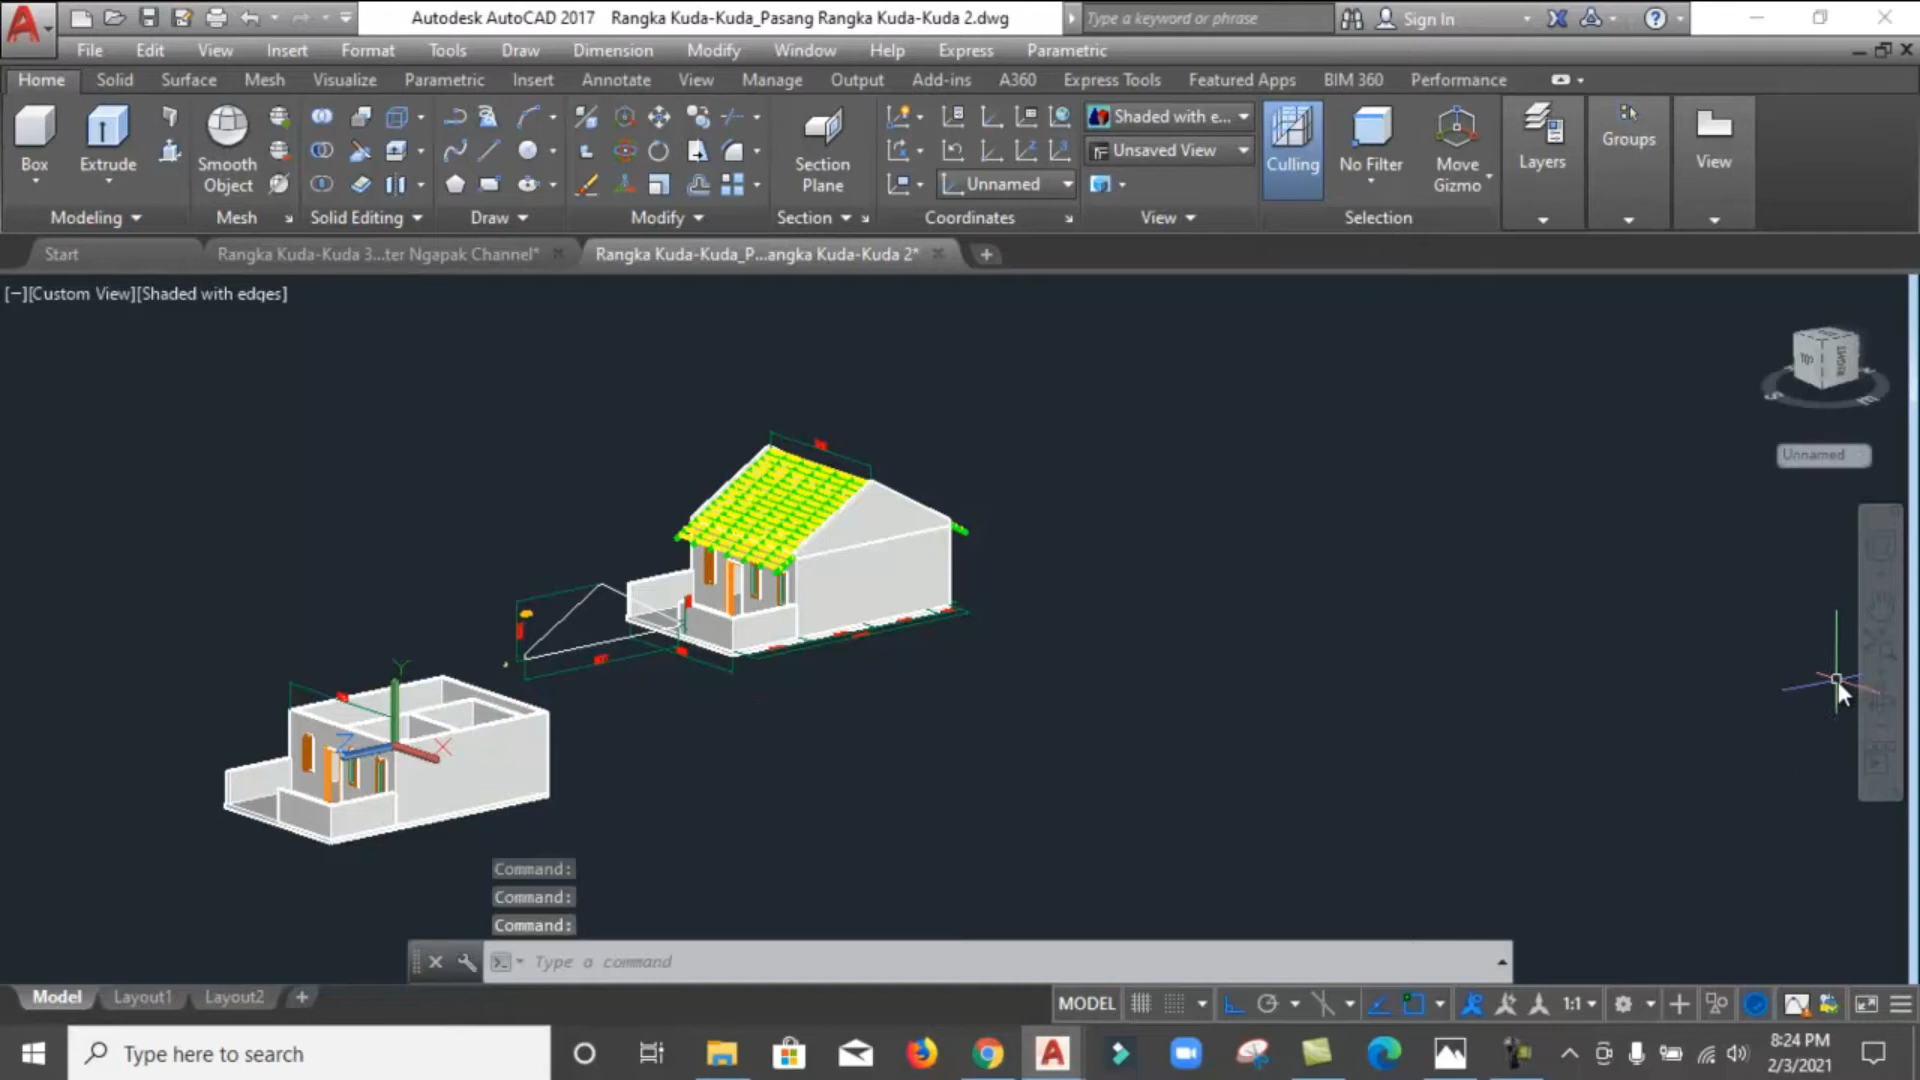 Autodesk AutoCAD 2017 Rangka Kuda-Kuda_Pasang Rangka Kuda-Kuda 2.dwg
Type a keyword or phrase
Sign In
File Edit View Insert Format Tools Draw Dimension Modify Window Help Express Parametric
Home Solid Surface Mesh Visualize Parametric Insert Annotate View Manage Output Add-ins A360 Express Tools Featured Apps BIM 360 Performance
Shaded with e...
Unsaved View
Box
Extrude
Smooth Object
Section Plane
Unnamed
Culling
No Filter
Move Gizmo
Layers
Groups
View
Modeling Mesh Solid Editing Draw Modify Section Coordinates View Selection
Start
Rangka Kuda-Kuda 3...ter Ngapak Channel*
Rangka Kuda-Kuda_P...angka Kuda-Kuda 2*
[−][Custom View][Shaded with edges]
TOP
RIGHT
S
E
Unnamed
Y
Z
X
Command:
Command:
Command:
Type a command
Model Layout1 Layout2
MODEL
1:1
Type here to search
8:24 PM
2/3/2021